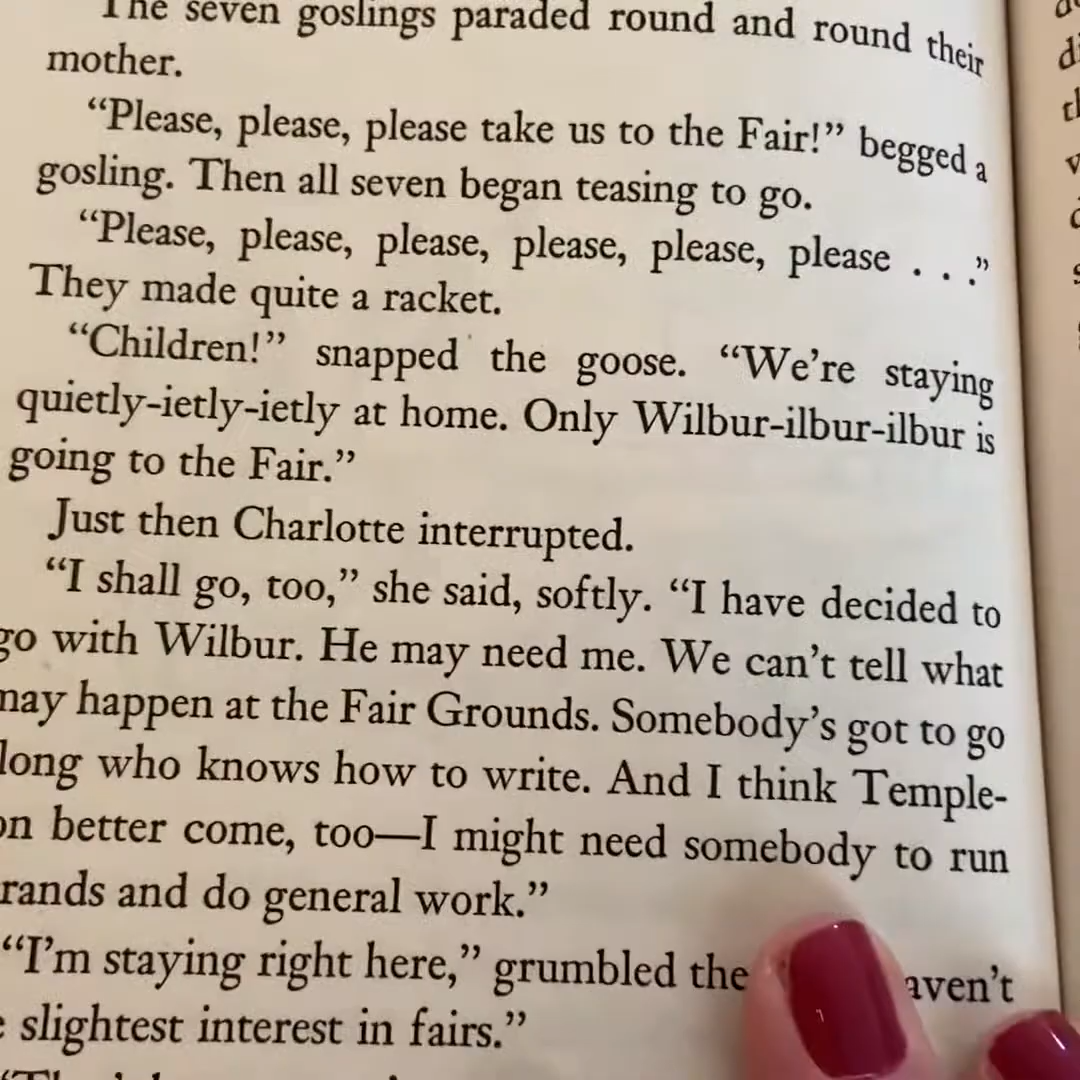 The seven goslings paraded round and round their
mother.
“Please, please, please take us to the Fair!” begged a
gosling. Then all seven began teasing to go.
“Please, please, please, please, please, please . . .”
They made quite a racket.
“Children!” snapped the goose. “We’re staying
quietly-ietly-ietly at home. Only Wilbur-ilbur-ilbur is
going to the Fair.”
Just then Charlotte interrupted.
“I shall go, too,” she said, softly. “I have decided to
go with Wilbur. He may need me. We can’t tell what
may happen at the Fair Grounds. Somebody’s got to go
long who knows how to write. And I think Temple-
on better come, too—I might need somebody to run
rands and do general work.”
“I’m staying right here,” grumbled the aven’t
slightest interest in fairs.”